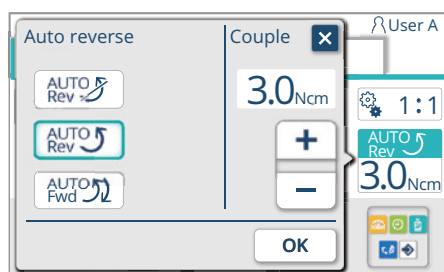 Auto reverse
Couple
User A
AUTO
Rev
3.0Ncm
1:1
AUTO
Rev
+
AUTO
Rev
3.0Ncm
AUTO
Fwd
−
OK